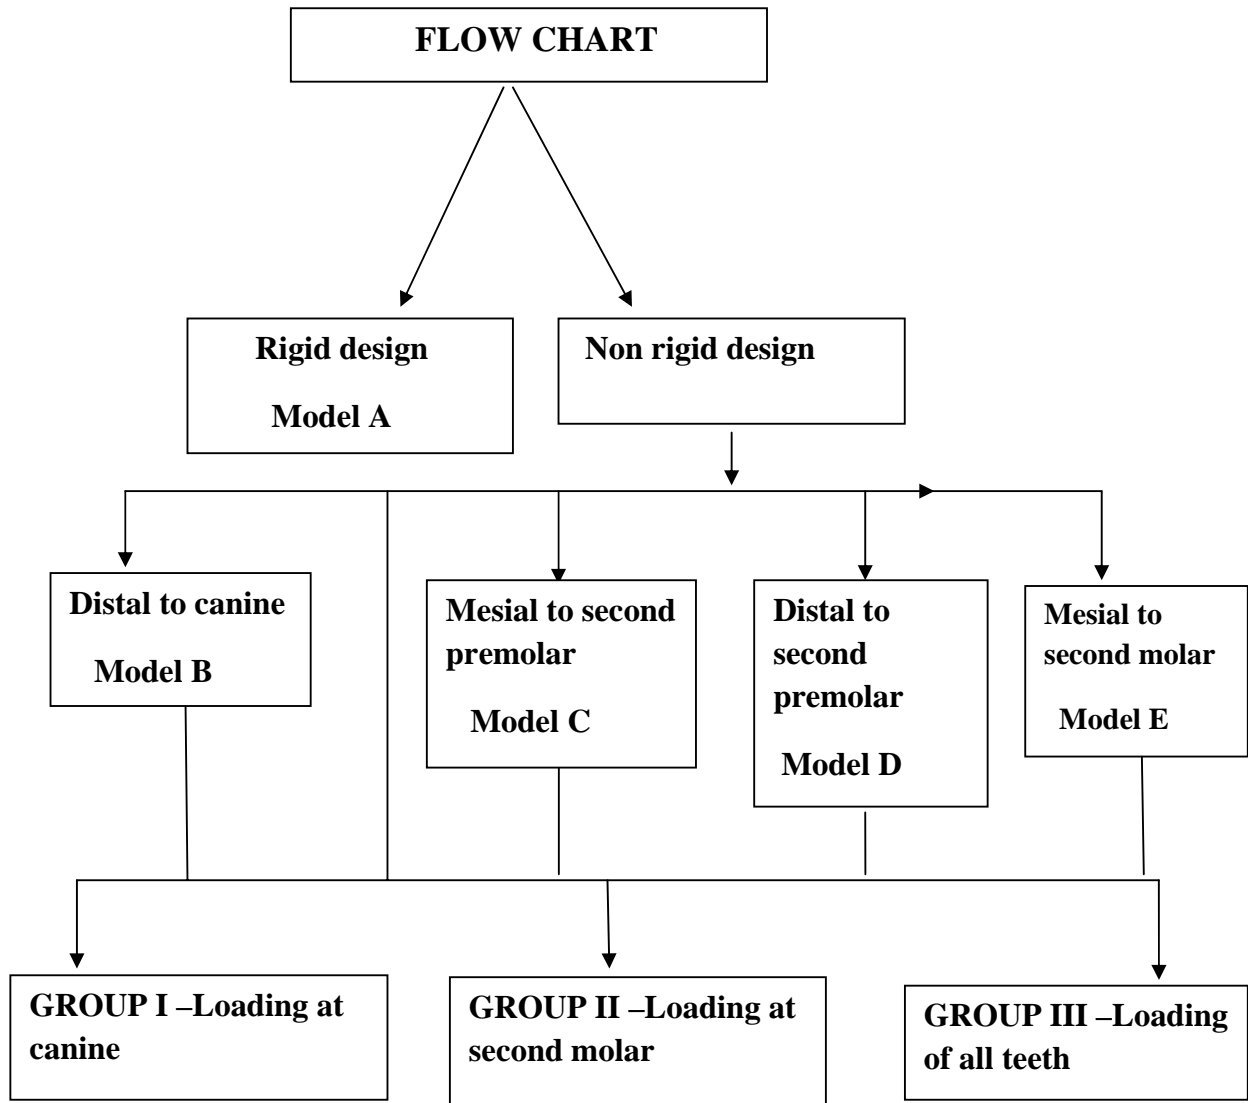 FLOW CHART
Rigid design
Model A
Non rigid design
Distal to canine
Model B
Mesial to second
premolar
Model C
Distal to
second
premolar
Model D
Mesial to
second molar
Model E
GROUP I –Loading at
canine
GROUP II –Loading at
second molar
GROUP III –Loading
of all teeth